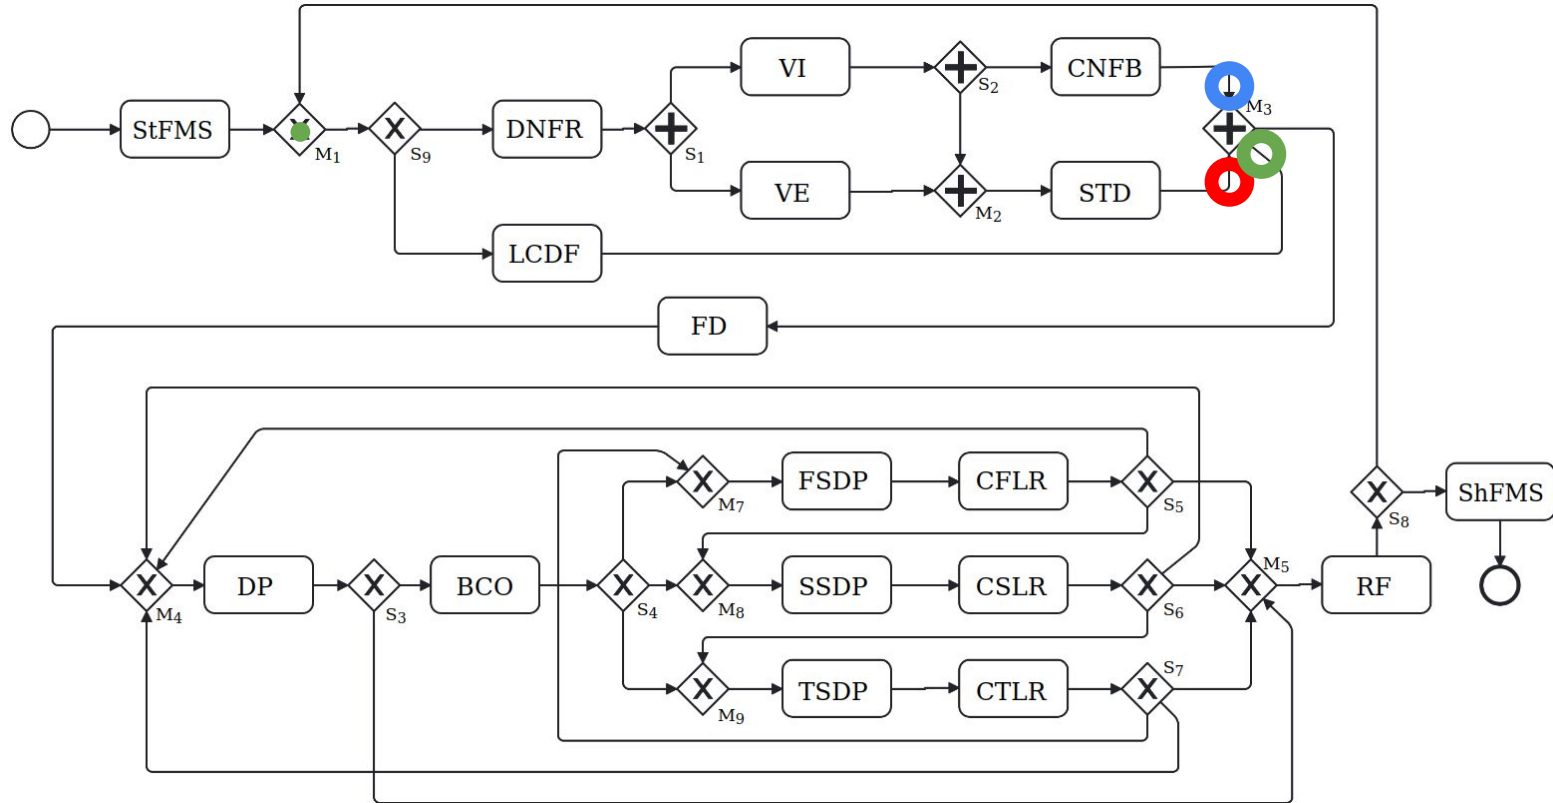 VI
CNFB
S2
M3
StFMS
DNFR
M1
S9
S1
VE
STD
M2
LCDF
FD
FSDP
CFLR
M7
S5
ShFMS
S8
DP
BCO
SSDP
CSLR
M5
RF
M4
S3
S4
M8
S6
TSDP
CTLR
S7
M9